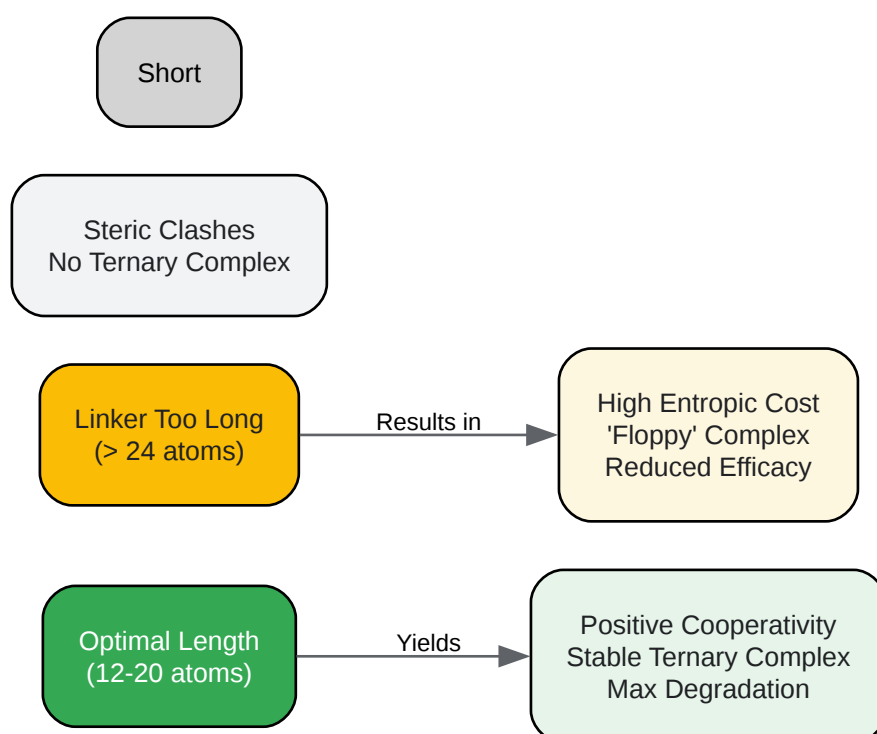 Short
Steric Clashes
No Ternary Complex
Linker Too Long
(> 24 atoms)
Results in
High Entropic Cost
'Floppy' Complex
Reduced Efficacy
Optimal Length
(12-20 atoms)
Yields
Positive Cooperativity
Stable Ternary Complex
Max Degradation